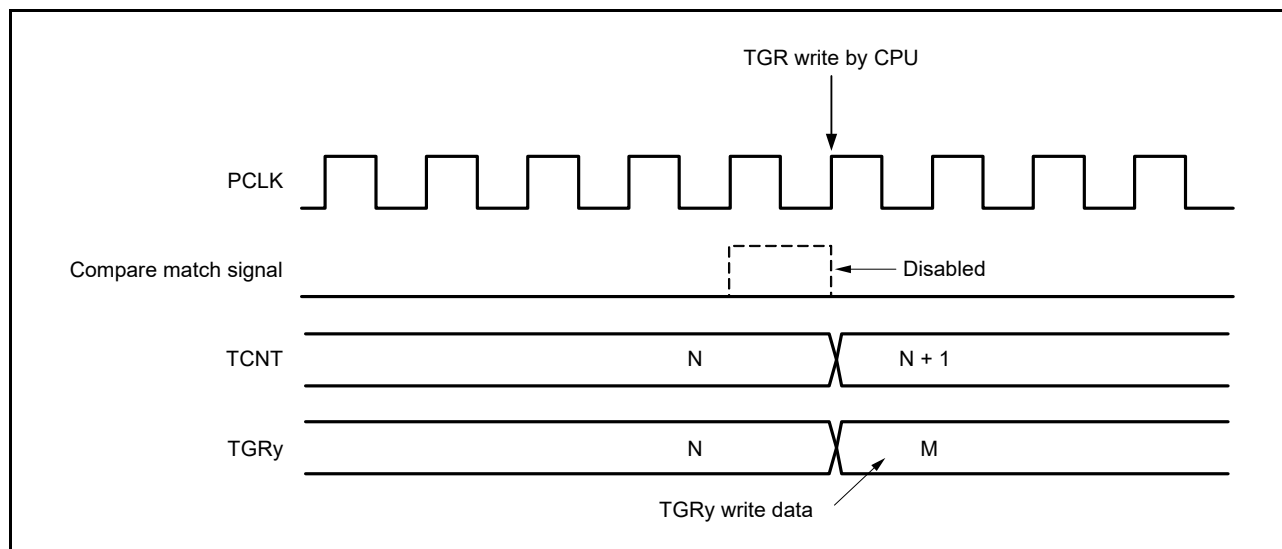 TGR write by CPU
PCLK
Compare match signal
Disabled
TCNT
N
N + 1
TGRy
N
M
TGRy write data